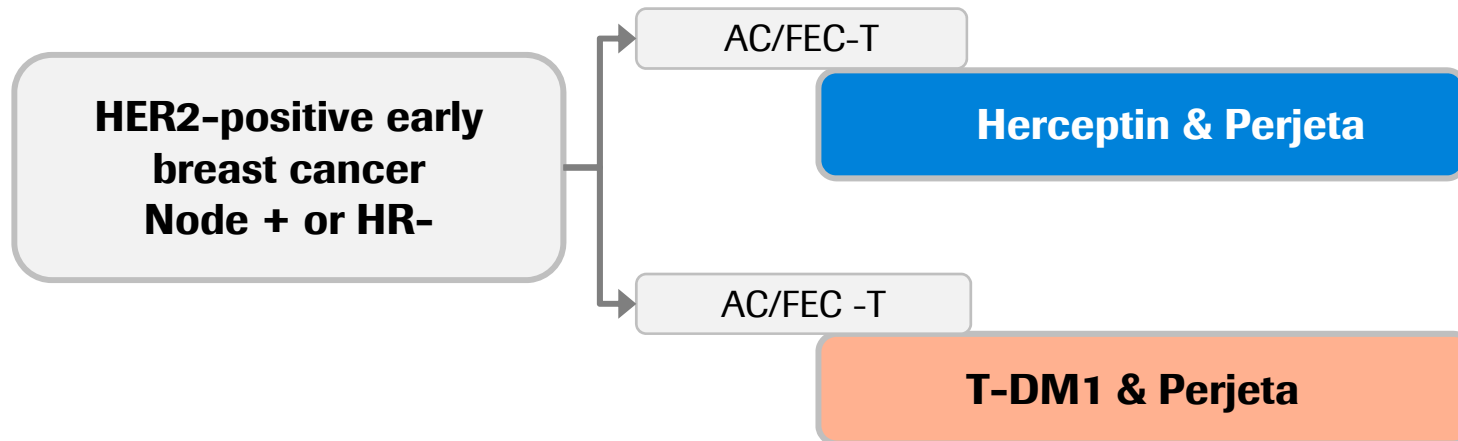 HER2-positive early
breast cancer
Node + or HR-
AC/FEC-T
Herceptin & Perjeta
AC/FEC -T
T-DM1 & Perjeta